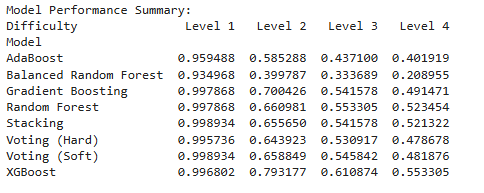 Model Performance Summary:
Difficulty Level 1 Level 2 Level 3 Level 4
Model
AdaBoost 0.959488 0.585288 0.437100 0.401919
Balanced Random Forest 0.934968 0.399787 0.333689 0.208955
Gradient Boosting 0.997868 0.700426 0.541578 0.491471
Random Forest 0.997868 0.660981 0.553305 0.523454
Stacking 0.998934 0.655650 0.541578 0.521322
Voting (Hard) 0.995736 0.643923 0.530917 0.478678
Voting (Soft) 0.998934 0.658849 0.545842 0.481876
XGBoost 0.996802 0.793177 0.610874 0.553305